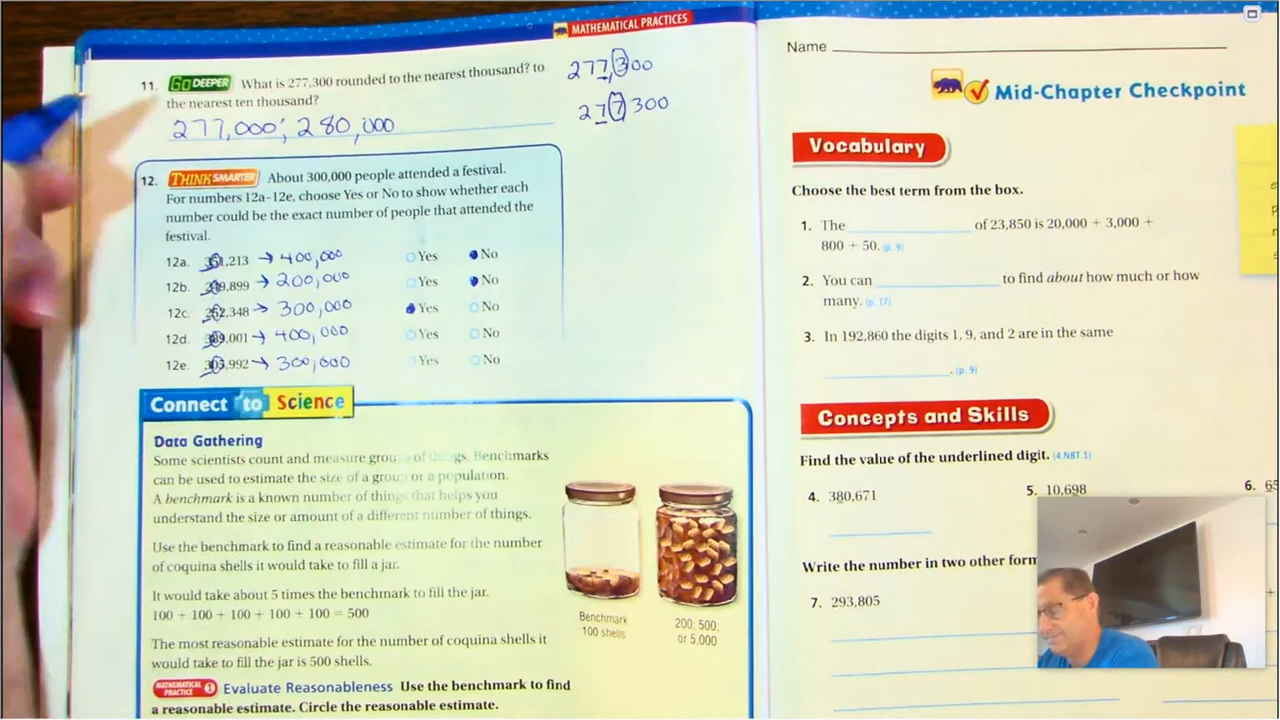 MATHEMATICAL PRACTICES
11. GO DEEPER What is 277,300 rounded to the nearest thousand? to
the nearest ten thousand?
277,000; 280,000
277,300
277300
12. THINK SMARTER About 300,000 people attended a festival.
For numbers 12a–12e, choose Yes or No to show whether each
number could be the exact number of people that attended the
festival.
12a. 351,213 → 400,000 Yes No
12b. 249,899 → 200,000 Yes No
12c. 252,348 → 300,000 Yes No
12d. 389,001 → 400,000 Yes No
12e. 305,992 → 300,000 Yes No
Connect to Science
Data Gathering
Some scientists count and measure groups of things. Benchmarks
can be used to estimate the size of a group or a population.
A benchmark is a known number of things that helps you
understand the size or amount of a different number of things.
Use the benchmark to find a reasonable estimate for the number
of coquina shells it would take to fill a jar.
It would take about 5 times the benchmark to fill the jar.
100 + 100 + 100 + 100 + 100 = 500
The most reasonable estimate for the number of coquina shells it
would take to fill the jar is 500 shells.
Benchmark
100 shells
200; 500;
or 5,000
MATHEMATICAL PRACTICE 1 Evaluate Reasonableness Use the benchmark to find
a reasonable estimate. Circle the reasonable estimate.
Name
Mid-Chapter Checkpoint
Vocabulary
Choose the best term from the box.
1. The of 23,850 is 20,000 + 3,000 +
800 + 50. (p. 9)
2. You can to find about how much or how
many. (p. 17)
3. In 192,860 the digits 1, 9, and 2 are in the same
. (p. 9)
Concepts and Skills
Find the value of the underlined digit. (4.NBT.1)
4. 380,671 5. 10,698 6.
Write the number in two other
7. 293,805